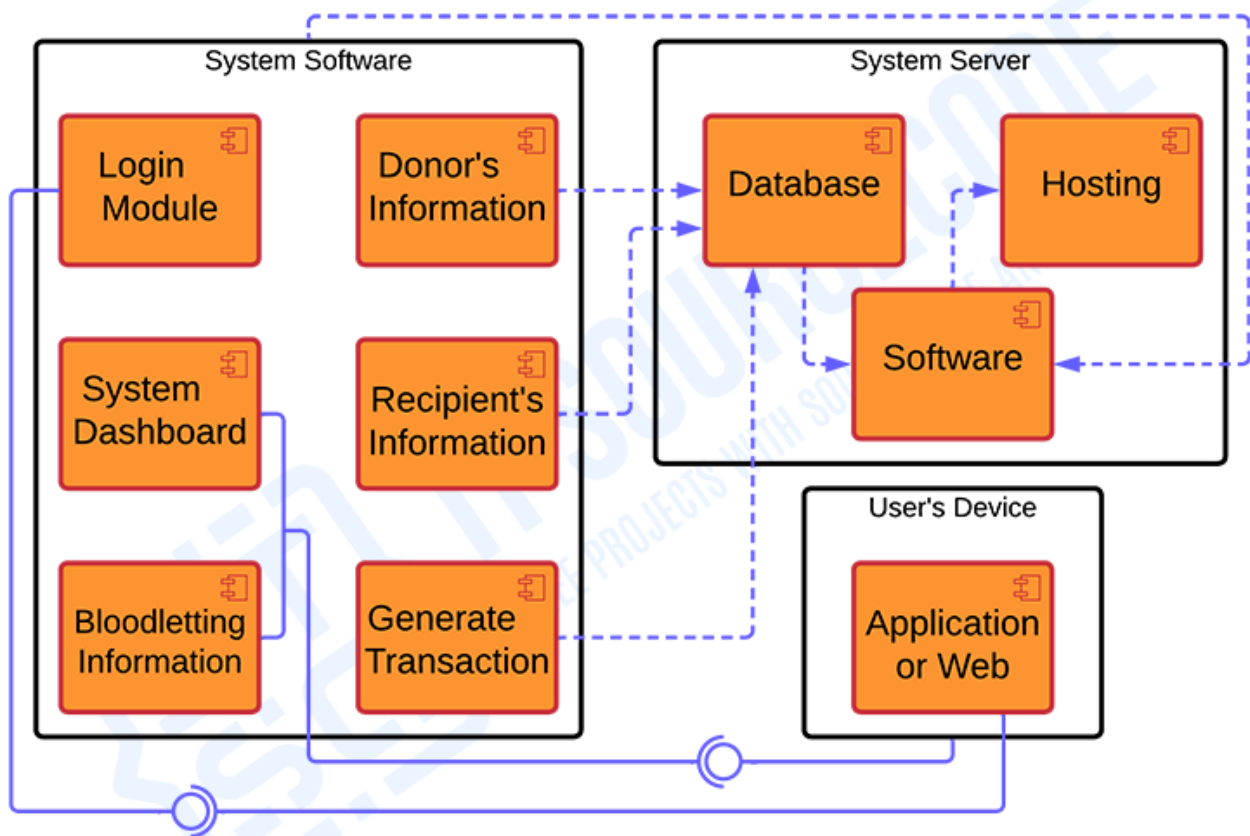 System Software
Login
Module
Donor's
Information
System
Dashboard
Recipient's
Information
Bloodletting
Information
Generate
Transaction
System Server
Database
Hosting
Software
User's Device
Application
or Web